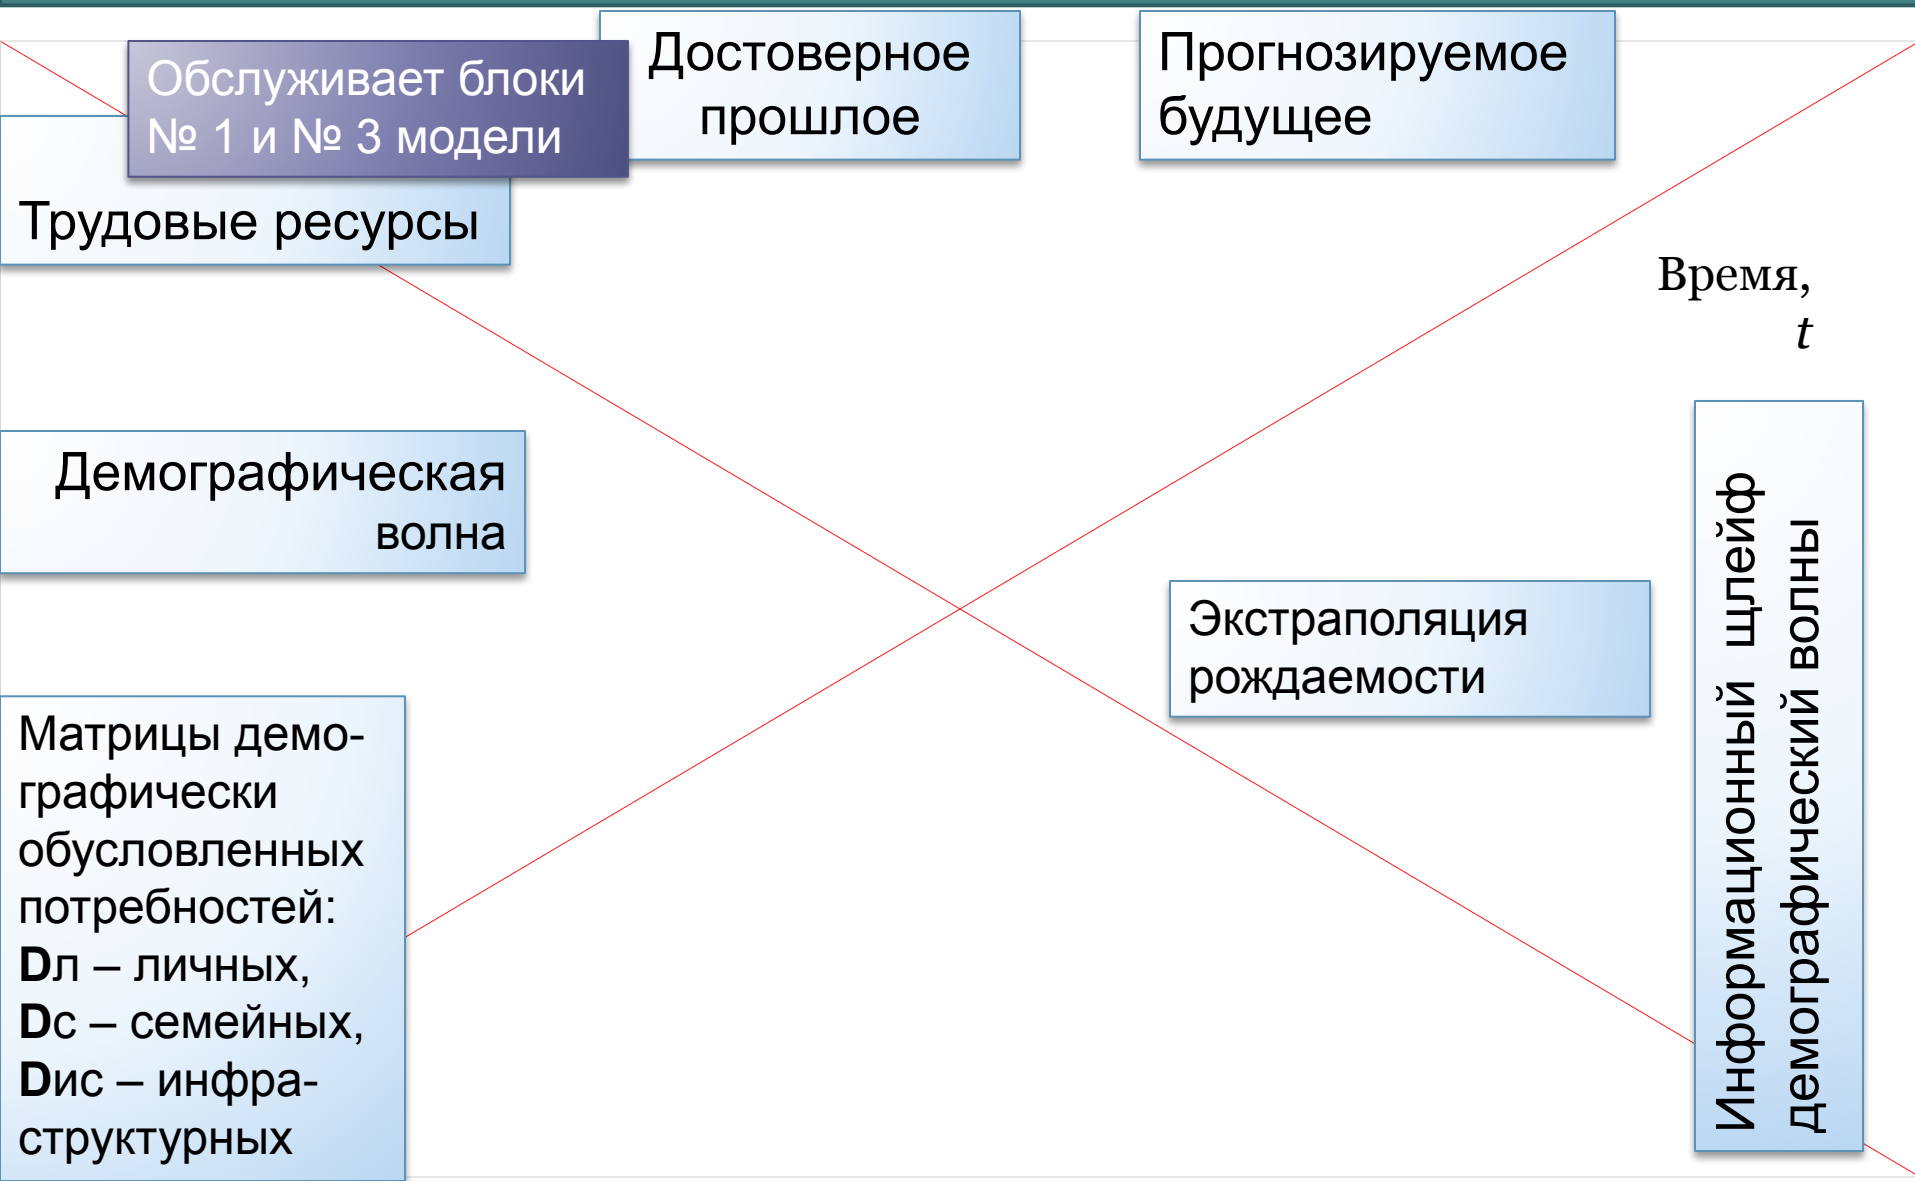 Обслуживает блоки
№ 1 и № 3 модели
Достоверное
прошлое
Прогнозируемое
будущее
Трудовые ресурсы
Время,
t
Демографическая
волна
Экстраполяция
рождаемости
Матрицы демо-
графически
обусловленных
потребностей:
Dл – личных,
Dс – семейных,
Dис – инфра-
структурных
Информационный щлейф
демографический волны